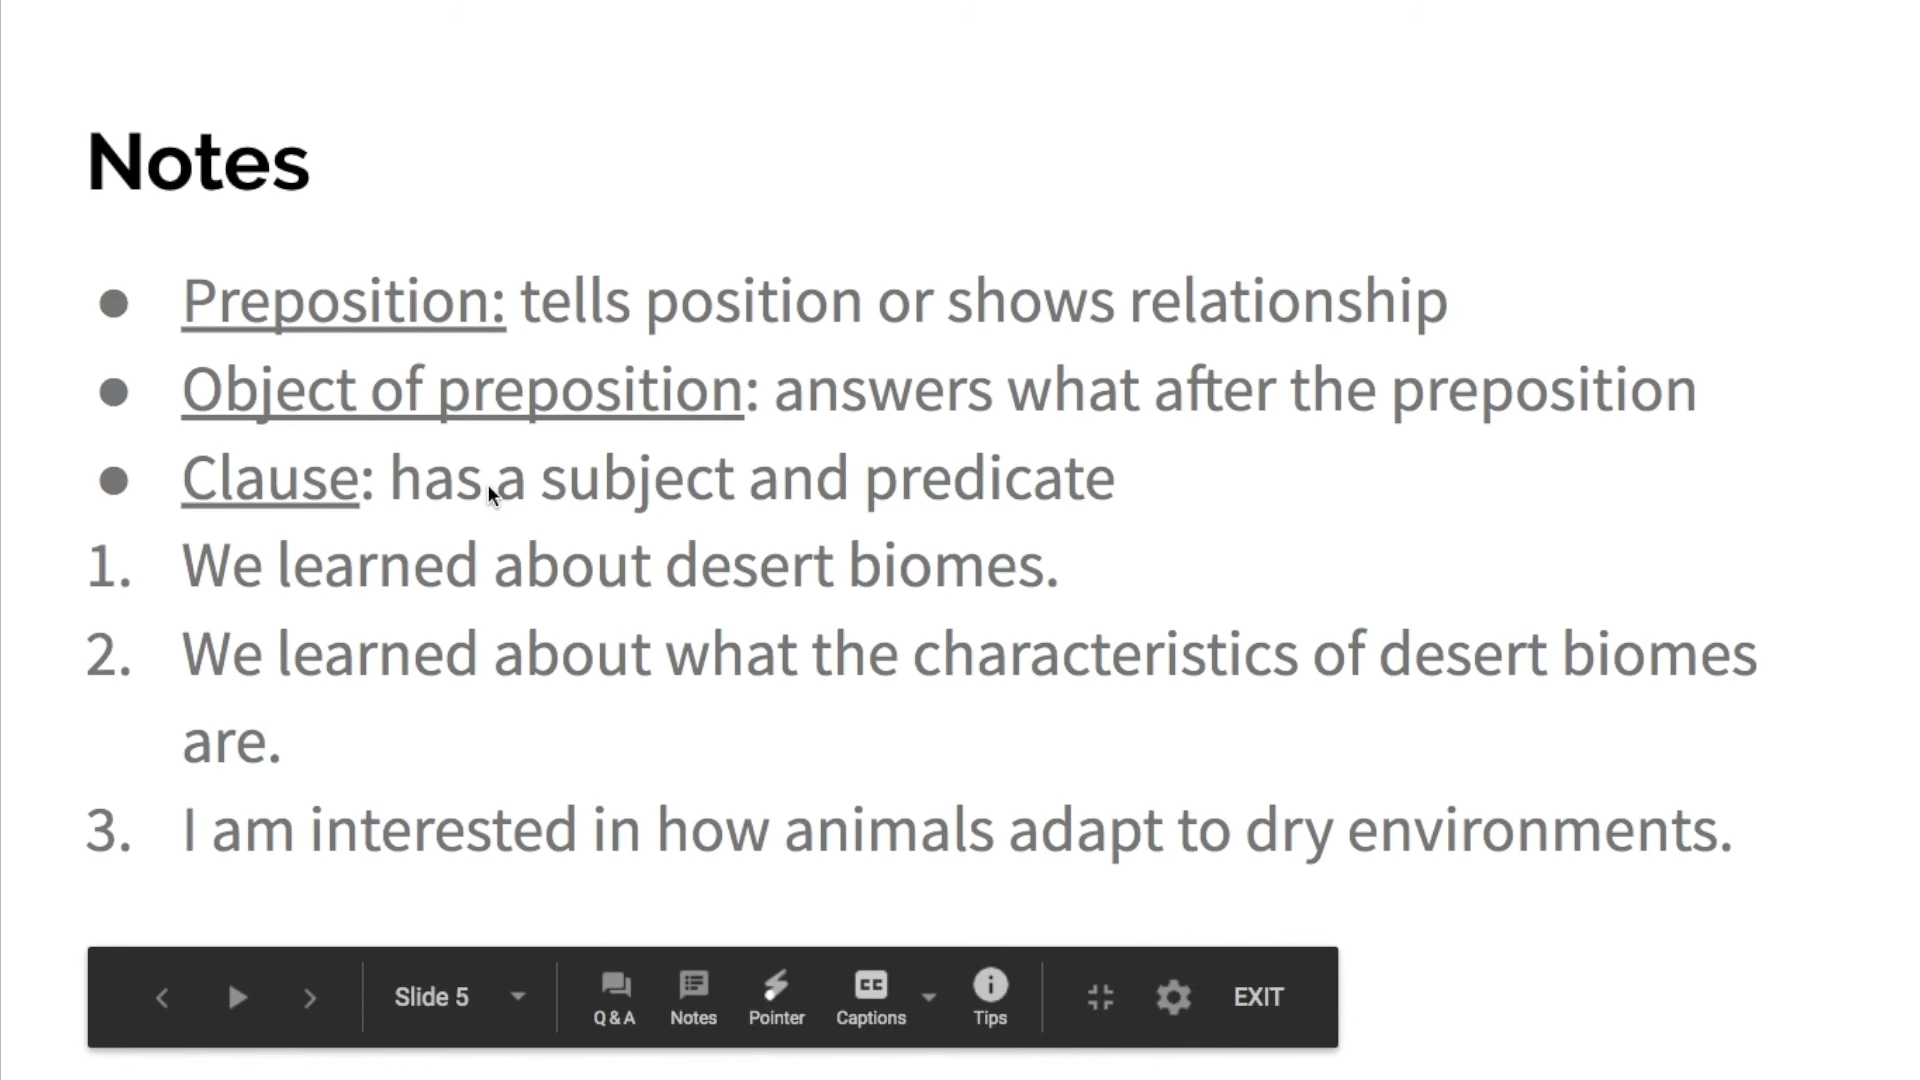 Notes
● Preposition: tells position or shows relationship
● Object of preposition: answers what after the preposition
● Clause: has a subject and predicate
1. We learned about desert biomes.
2. We learned about what the characteristics of desert biomes
are.
3. I am interested in how animals adapt to dry environments.
Slide 5
Q & A
Notes
Pointer
CC
Captions
Tips
EXIT